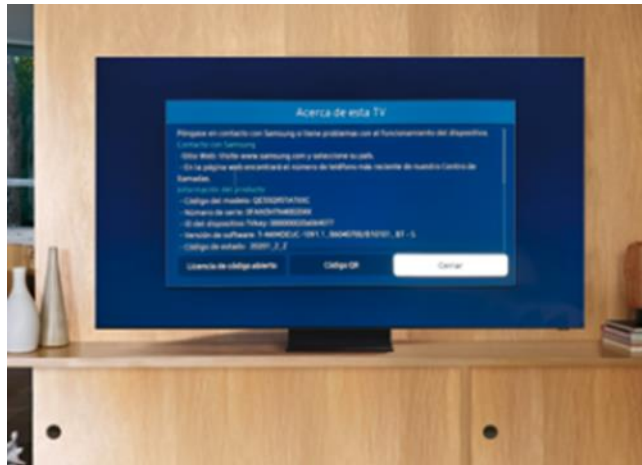 Acerca de esta TV
Póngase en contacto con Samsung si tiene problemas con el funcionamiento del dispositivo.
Contacto con Samsung
- Sitio Web: Visite www.samsung.com y seleccione su país.
- En la página web encontrará el número de teléfono más reciente de nuestro Centro de
llamadas.
Información del producto
- Código del modelo:
- Número de serie:
- ID del dispositivo TVkey:
- Versión de software:
- Código de estado:
Licencia de código abierto
Código QR
Cerrar